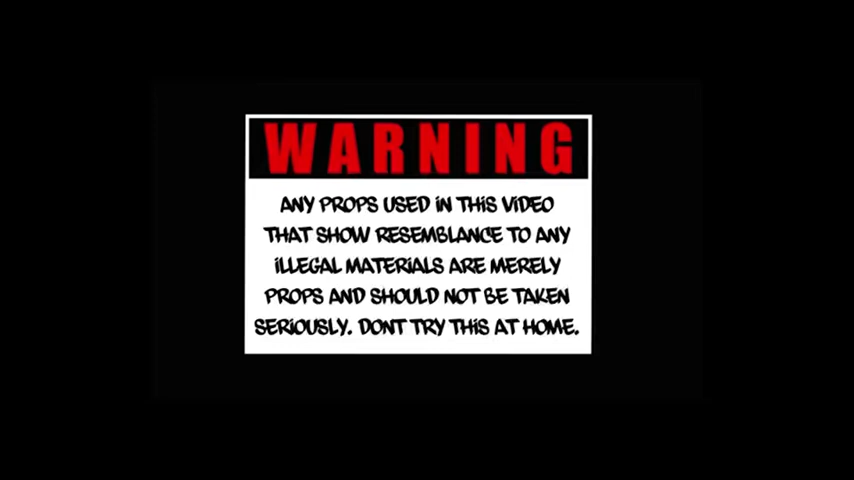 WARNING
ANY PROPS USED IN THIS VIDEO
THAT SHOW RESEMBLANCE TO ANY
ILLEGAL MATERIALS ARE MERELY
PROPS AND SHOULD NOT BE TAKEN
SERIOUSLY. DONT TRY THIS AT HOME.